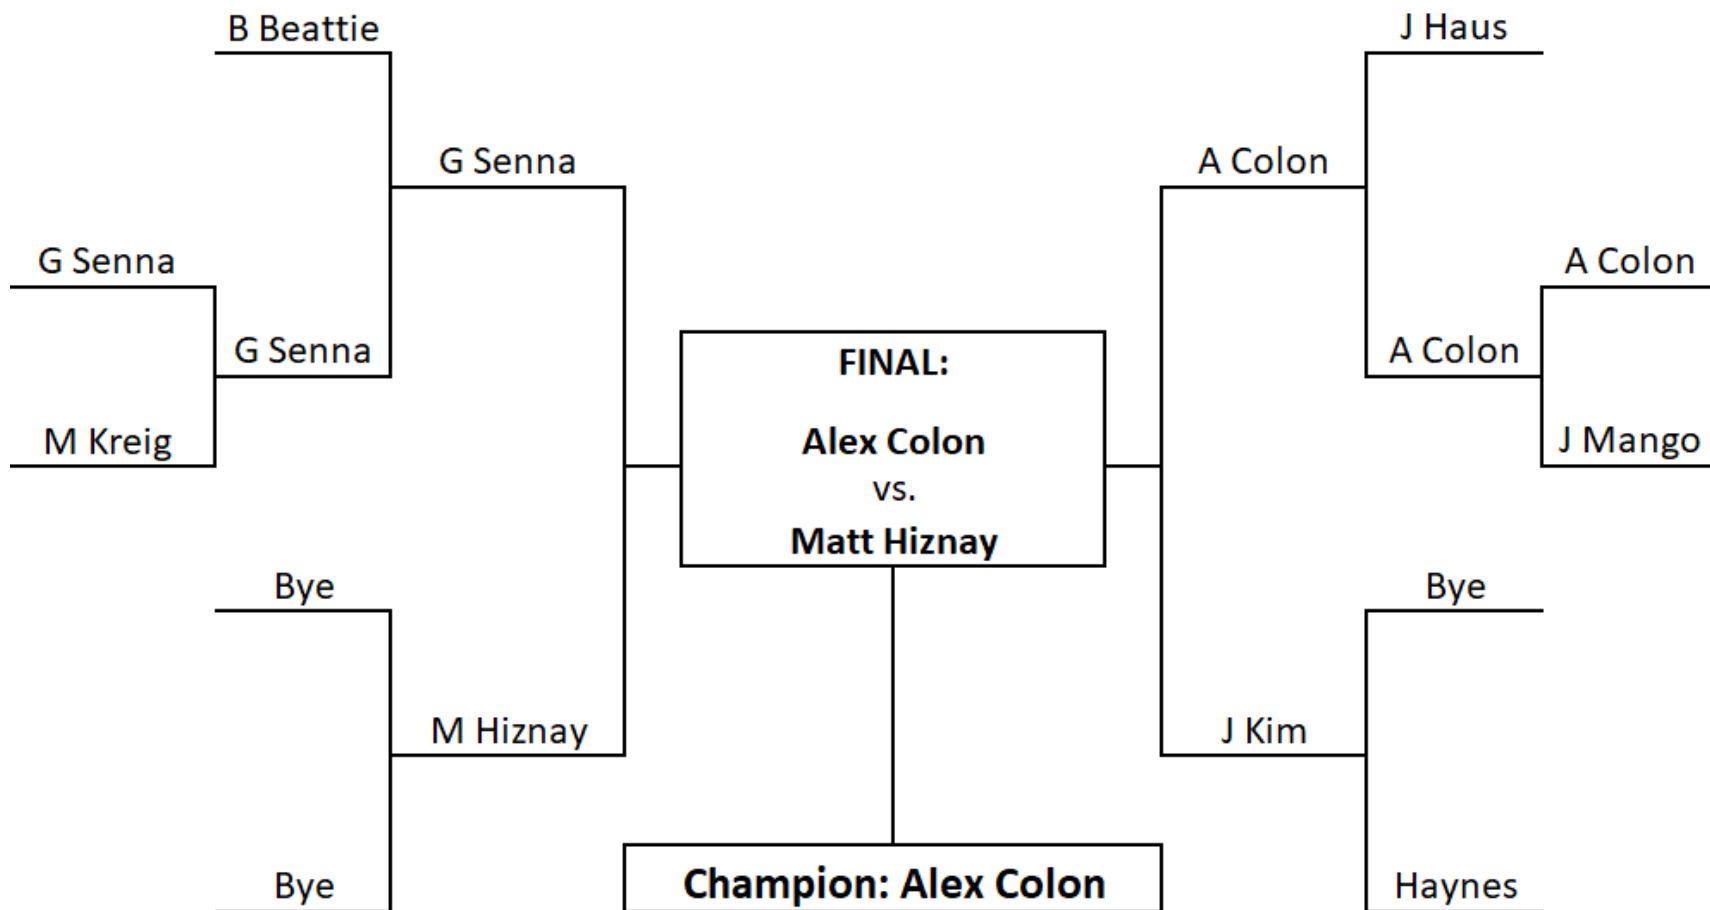 B Beattie
J Haus
G Senna
A Colon
G Senna
A Colon
G Senna
A Colon
M Kreig
J Mango
FINAL:
Alex Colon
vs.
Matt Hiznay
Bye
Bye
M Hiznay
J Kim
Bye
Haynes
Champion: Alex Colon